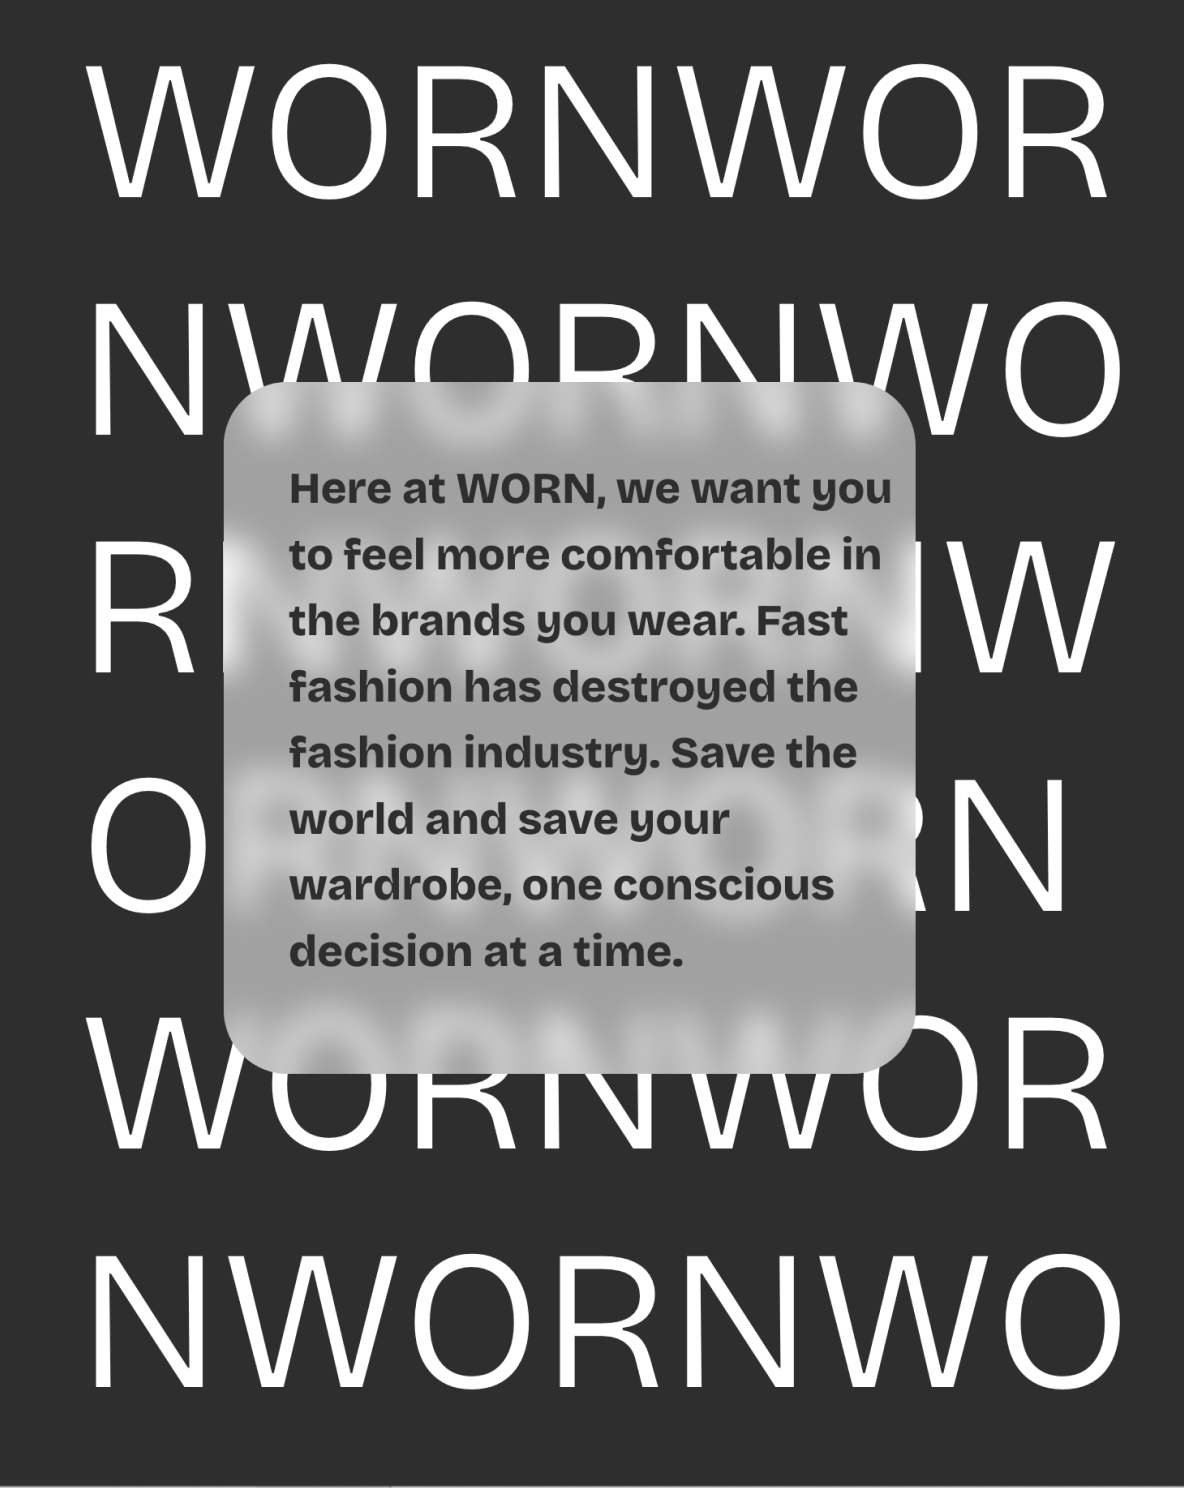 WORNWOR
NWORNWO
Here at WORN, we want you
to feel more comfortable in
the brands you wear. Fast
fashion has destroyed the
fashion industry. Save the
world and save your
wardrobe, one conscious
decision at a time.
RNWORNW
ORNWORN
WORNWOR
NWORNWO